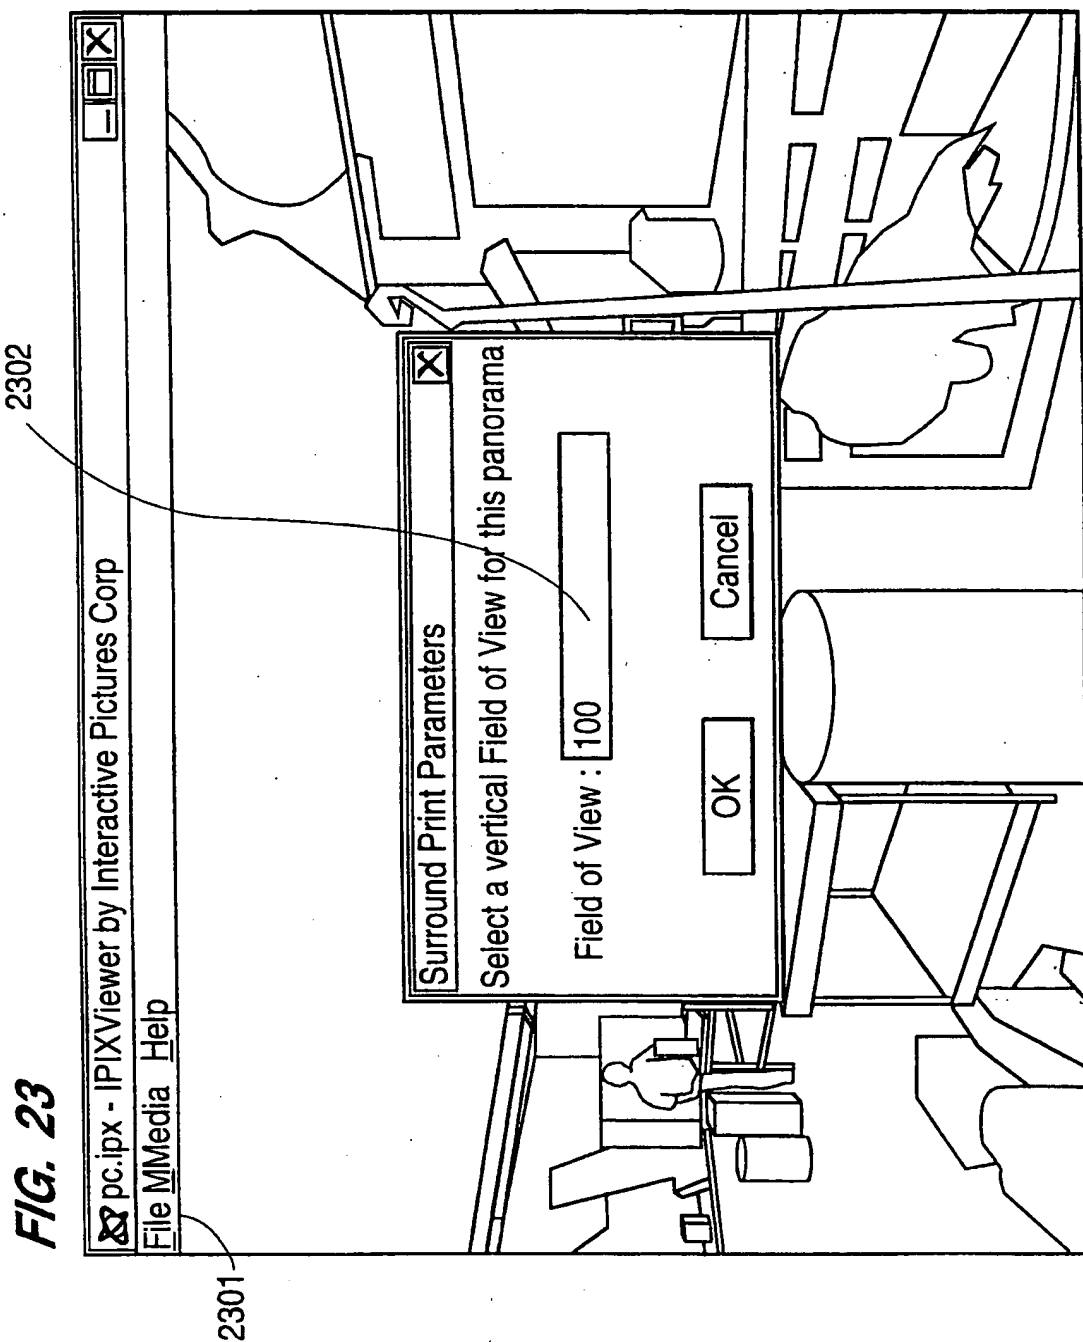 FIG. 23
pc.ipx - IPIXViewer by Interactive Pictures Corp
File MMedia Help
2301
2302
Surround Print Parameters
Select a vertical Field of View for this panorama
Field of View : 100
OK Cancel